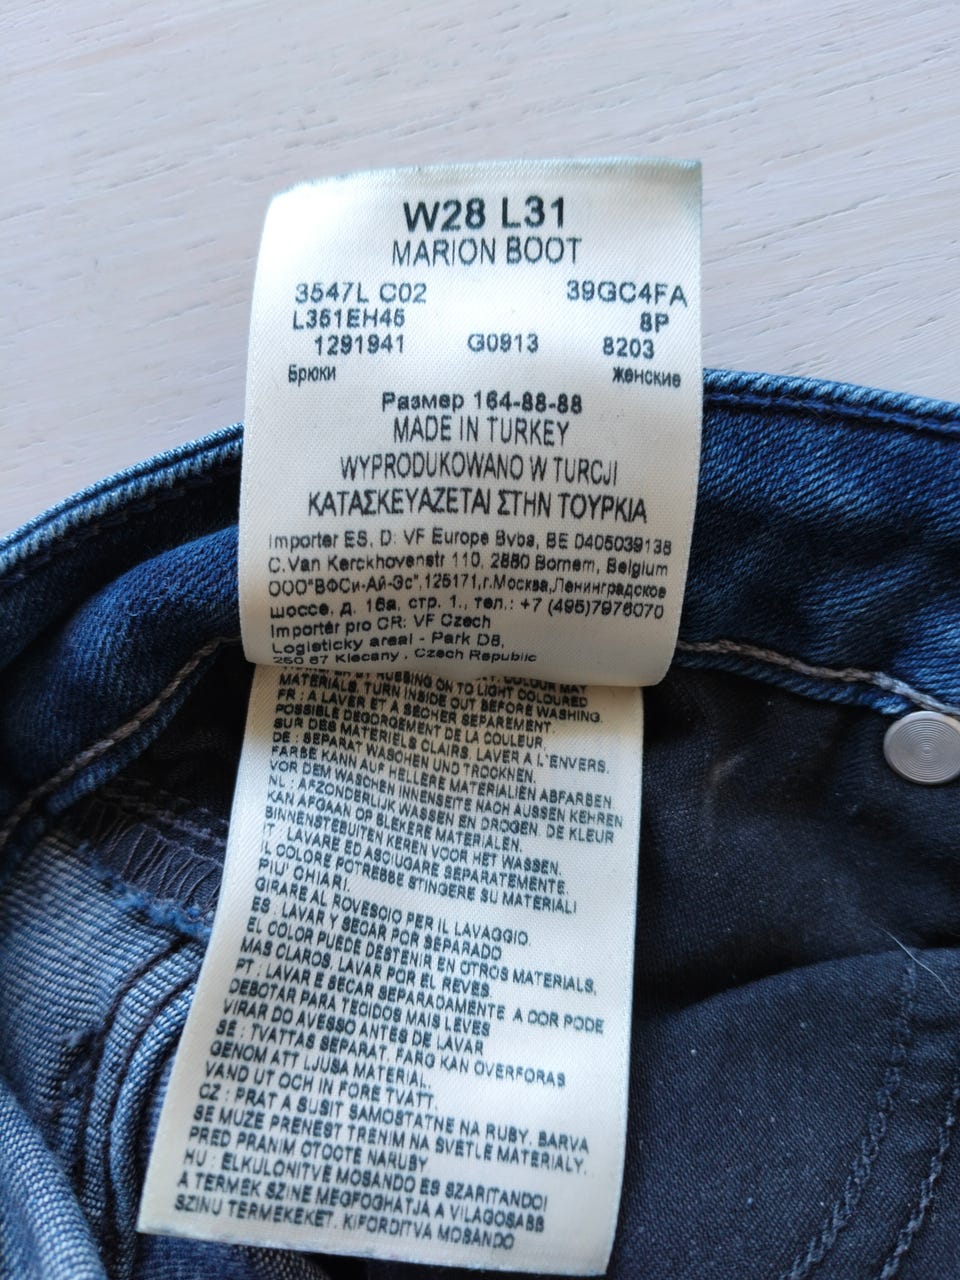 W28 L31
MARION BOOT
3547L C02 39GC4FA
L351EH45 8P
1291941 G0913 8203
Брюки женские
Размер 164-88-88
MADE IN TURKEY
WYPRODUKOWANO W TURCJI
ΚΑΤΑΣΚΕΥΑΖΕΤΑΙ ΣΤΗΝ ΤΟΥΡΚΙΑ
Importer ES, D: VF Europe Bvba, BE 0405039138
C.Van Kerckhovenstr 110, 2880 Bornem, Belgium
ООО"ВФСи-Ай-Эс",125171,г.Москва,Ленинградское
шоссе, д. 16а, стр. 1., тел.: +7 (495)7976070
Importér pro CR: VF Czech
Logisticky areal - Park D8,
250 67 Klecany , Czech Republic
BY RUBBING ON TO LIGHT COLOURED
MATERIALS, TURN INSIDE OUT BEFORE WASHING.
FR : A LAVER ET A SECHER SEPAREMENT.
POSSIBLE DEGORGEMENT DE LA COULEUR.
SUR DES MATERIELS CLAIRS. LAVER A L'ENVERS.
DE : SEPARAT WASCHEN UND TROCKNEN.
FARBE KANN AUF HELLERE MATERIALIEN ABFARBEN
VOR DEM WASCHEN INNENSEITE NACH AUSSEN KEHREN
NL : AFZONDERLIJK WASSEN EN DROGEN. DE KLEUR
KAN AFGAAN OP BLEKERE MATERIALEN.
BINNENSTEBUITEN KEREN VOOR HET WASSEN.
IT : LAVARE ED ASCIUGARE SEPARATEMENTE.
IL COLORE POTREBBE STINGERE SU MATERIALI
PIU' CHIARI.
GIRARE AL ROVESCIO PER IL LAVAGGIO.
ES : LAVAR Y SECAR POR SEPARADO
EL COLOR PUEDE DESTENIR EN OTROS MATERIALS.
MAS CLAROS. LAVAR POR EL REVES.
PT : LAVAR E SECAR SEPARADAMENTE. A COR PODE
DEBOTAR PARA TECIDOS MAIS LEVES
VIRAR DO AVESSO ANTES DE LAVAR
SE : TVATTAS SEPARAT. FARG KAN OVERFORAS
GENOM ATT LJUSA MATERIAL.
VAND UT OCH IN FORE TVATT.
CZ : PRAT A SUSIT SAMOSTATNE NA RUBY. BARVA
SE MUZE PRENEST TRENIM NA SVETLE MATERIALY.
PRED PRANIM OTOOTE NARUBY
HU : ELKULONITVE MOSANDO ES SZARITANDO!
A TERMEK SZINE MEGFOGHATJA A VILAGOSABB
SZINU TERMEKEKET. KIFORDITVA MOSANDO